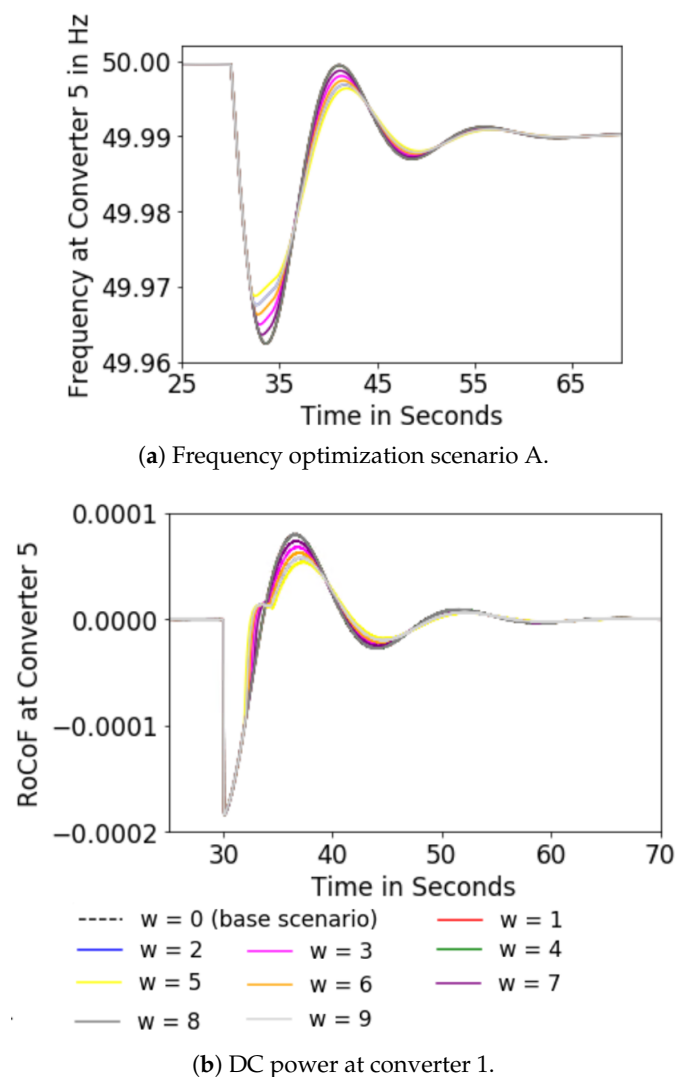 Frequency at Converter 5 in Hz
50.00
49.99
49.98
49.97
49.96
25 35 45 55 65
Time in Seconds
(a) Frequency optimization scenario A.
RoCoF at Converter 5
0.0001
0.0000
−0.0001
−0.0002
30 40 50 60 70
Time in Seconds
w = 0 (base scenario) w = 1
w = 2 w = 3 w = 4
w = 5 w = 6 w = 7
w = 8 w = 9
(b) DC power at converter 1.